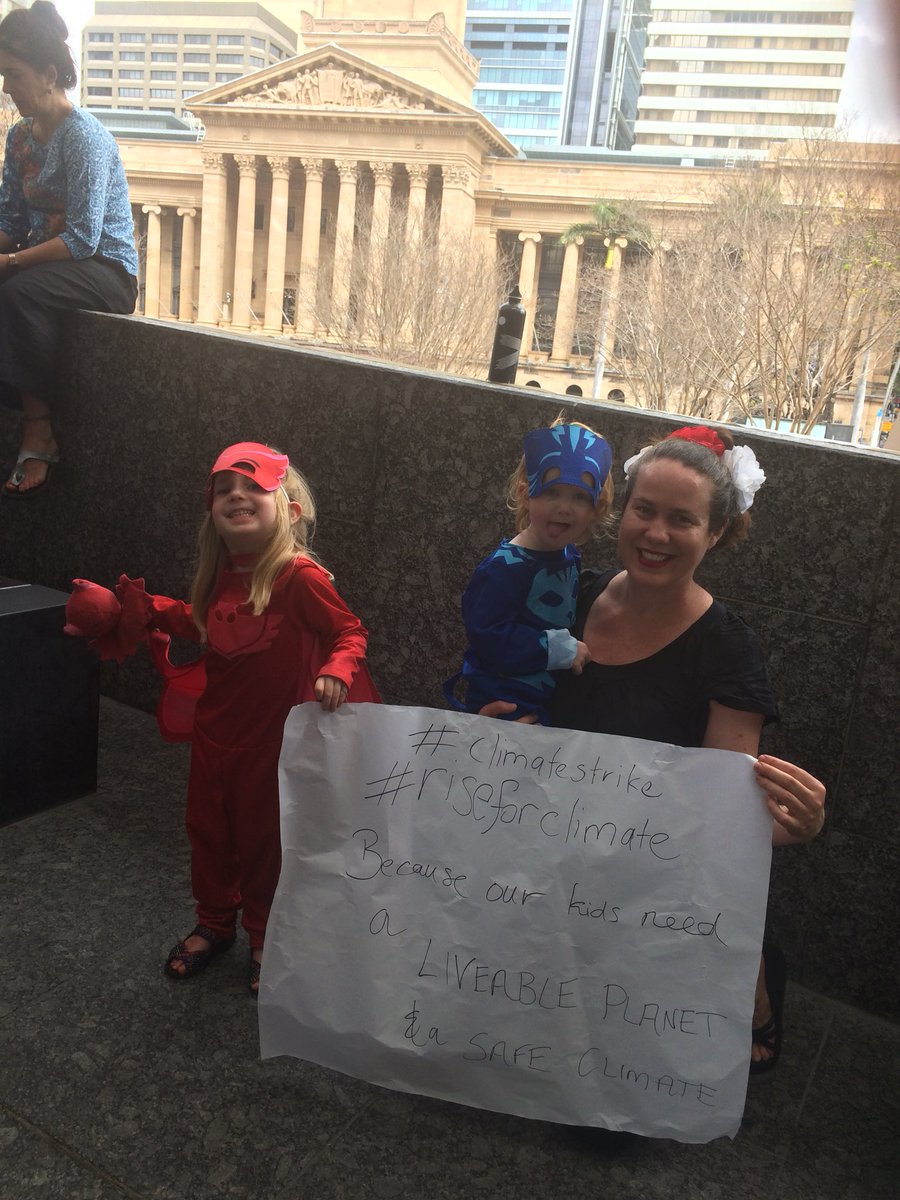 #climatestrike
#riseforclimate
Because our kids need
a
LIVEABLE PLANET
& a SAFE CLIMATE